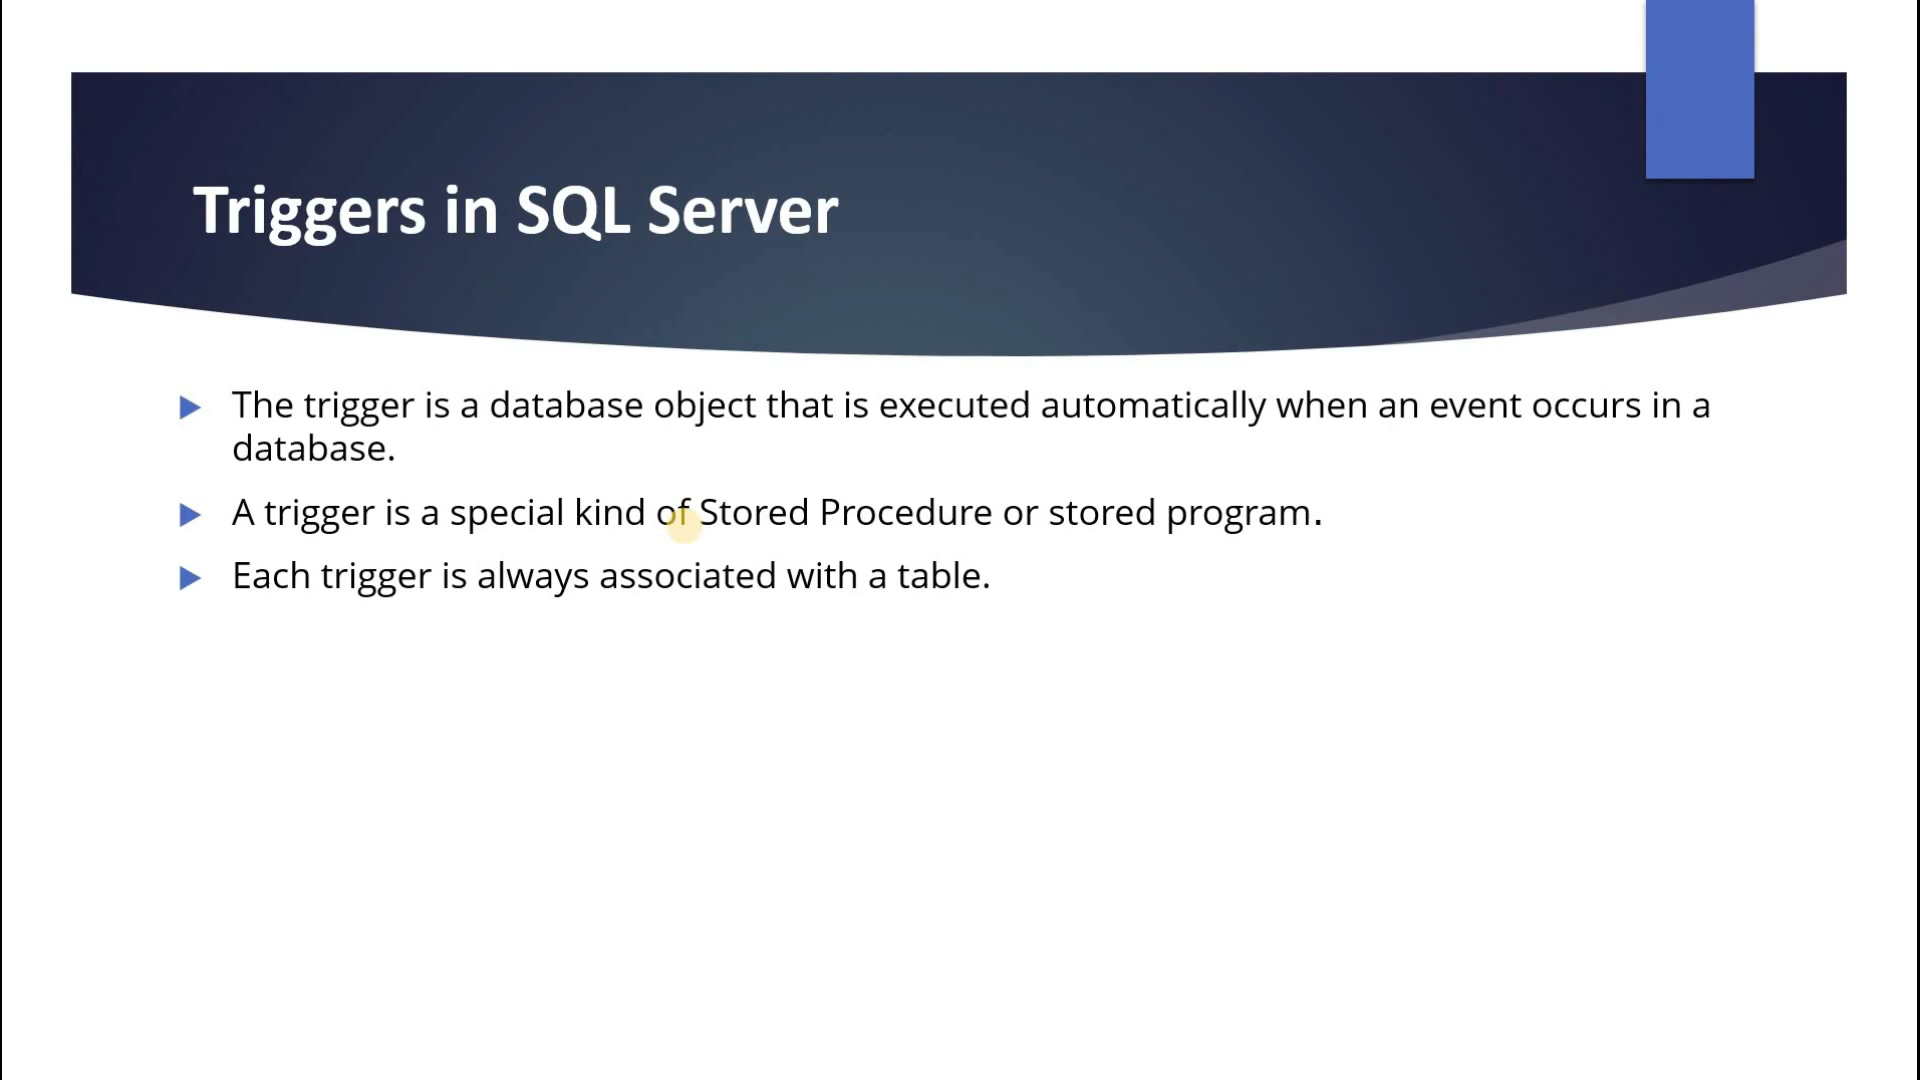 Triggers in SQL Server
The trigger is a database object that is executed automatically when an event occurs in a
database.
A trigger is a special kind of Stored Procedure or stored program.
Each trigger is always associated with a table.